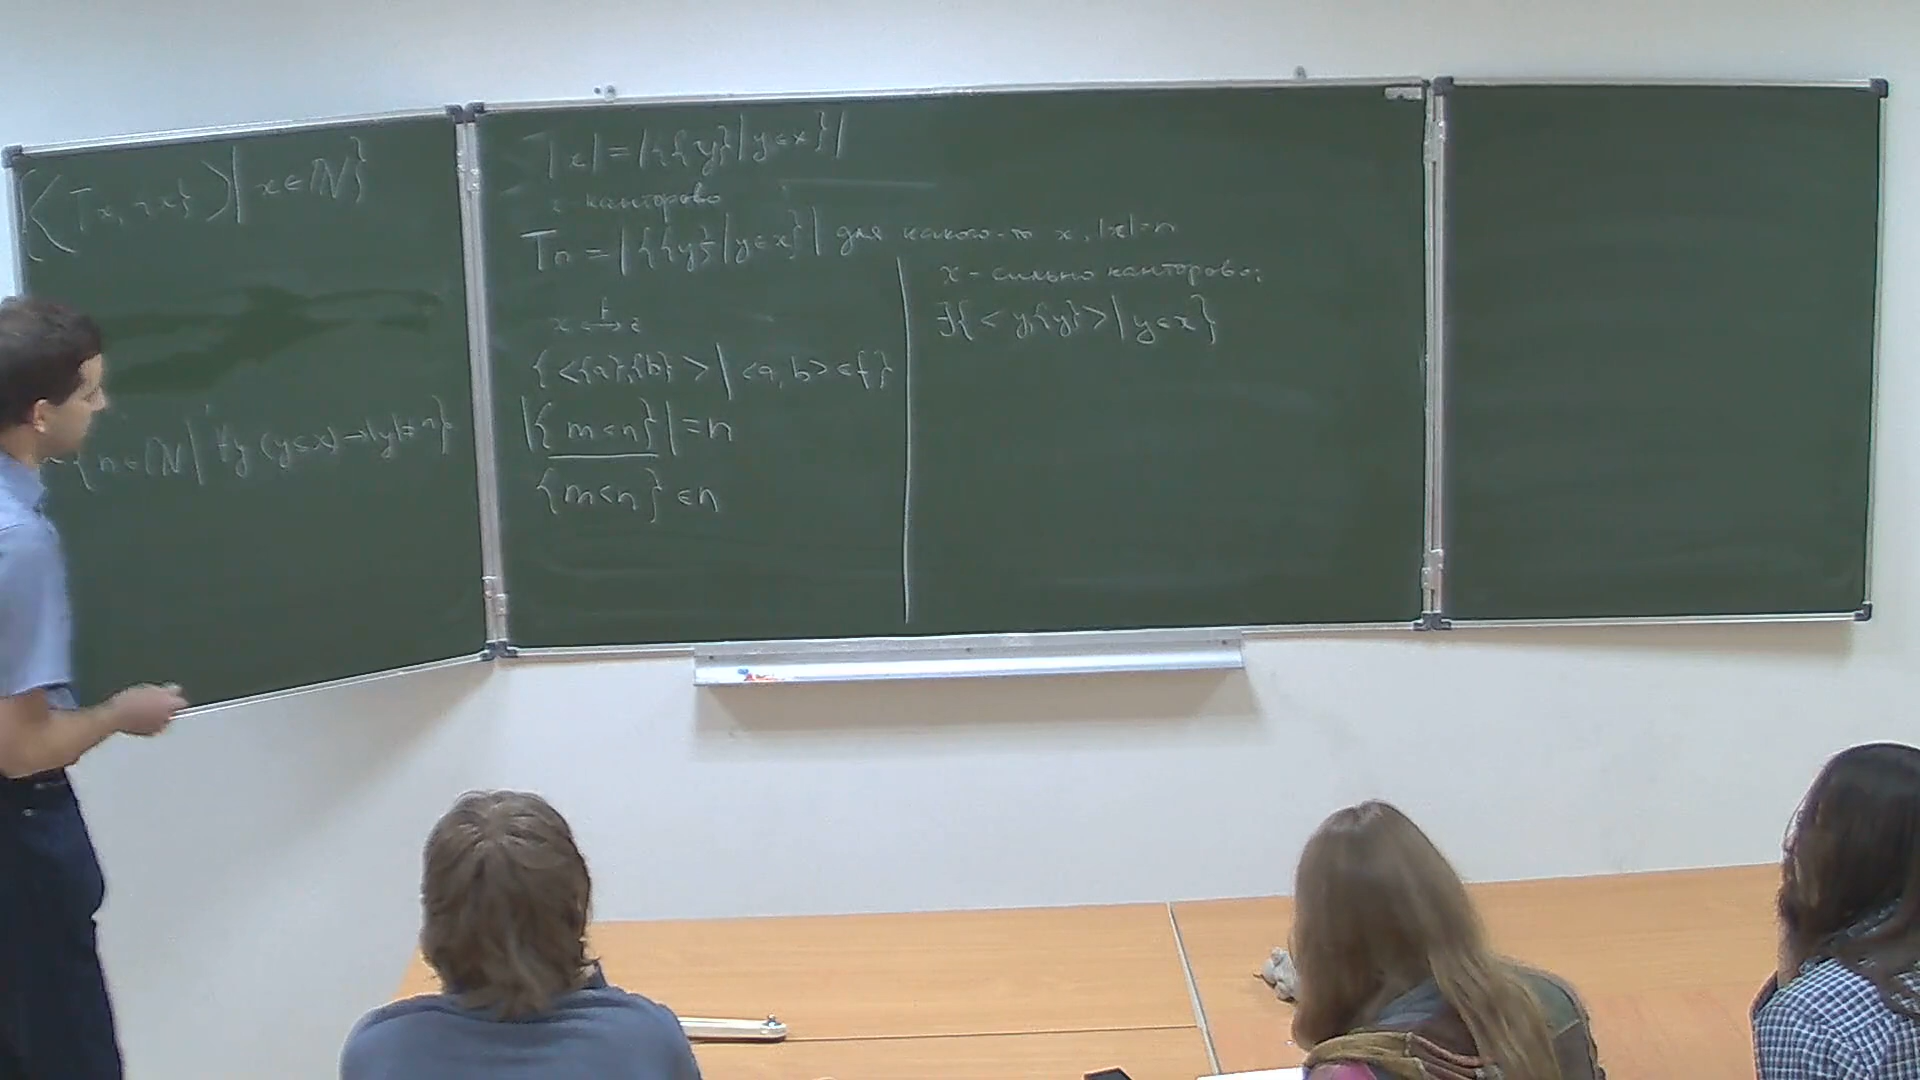 {<Tx, {x}>| x∈ℕ}
{n∈ℕ| ∀y (y⊂x)→|y|≠n}
T|x|=|{{y}|y∈x}|
x-канторово
Tn=|{{y}|y∈x}| для какого-то x, |x|=n
{<{a},{b}>|<a,b>∈f}
|{m<n}|=n
{m<n}∈n
x-сильно канторово:
∃{<y,{y}>|y∈x}